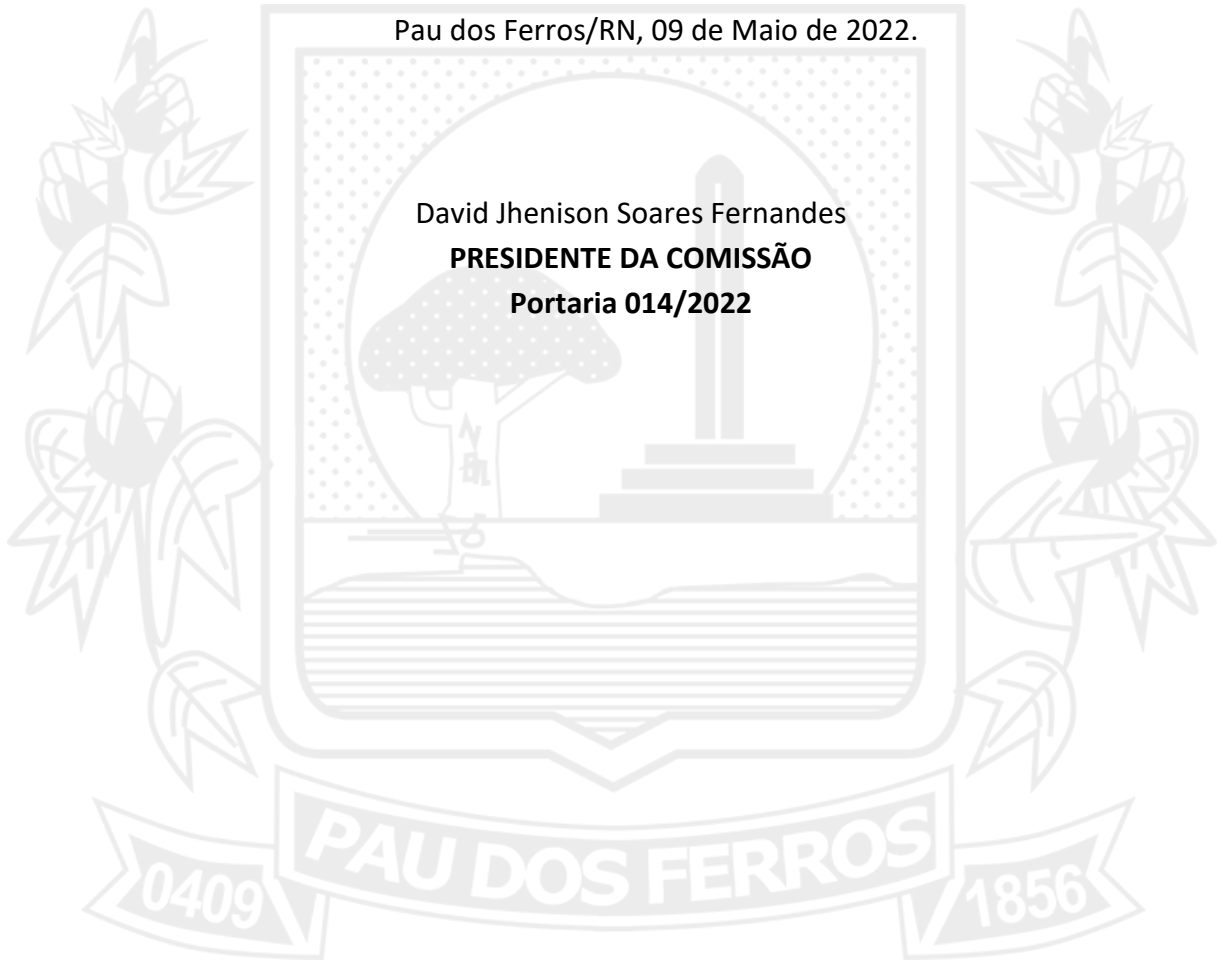 Pau dos Ferros/RN, 09 de Maio de 2022.
David Jhenison Soares Fernandes
PRESIDENTE DA COMISSÃO
Portaria 014/2022
PAU DOS FERROS
0409
1856